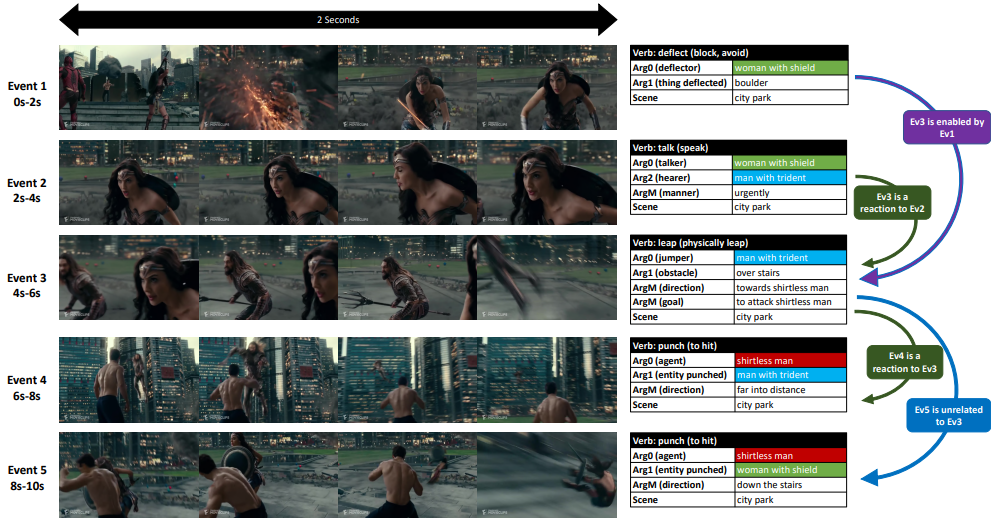 2 Seconds
Event 1
0s-2s
Verb: deflect (block, avoid)
Arg0 (deflector) woman with shield
Arg1 (thing deflected) boulder
Scene city park
Ev3 is enabled by
Ev1
Event 2
2s-4s
Verb: talk (speak)
Arg0 (talker) woman with shield
Arg2 (hearer) man with trident
ArgM (manner) urgently
Scene city park
Ev3 is a
reaction to Ev2
Event 3
4s-6s
Verb: leap (physically leap)
Arg0 (jumper) man with trident
Arg1 (obstacle) over stairs
ArgM (direction) towards shirtless man
ArgM (goal) to attack shirtless man
Scene city park
Event 4
6s-8s
Verb: punch (to hit)
Arg0 (agent) shirtless man
Arg1 (entity punched) man with trident
ArgM (direction) far into distance
Scene city park
Ev4 is a
reaction to Ev3
Ev5 is unrelated
to Ev3
Event 5
8s-10s
Verb: punch (to hit)
Arg0 (agent) shirtless man
Arg1 (entity punched) woman with shield
ArgM (direction) down the stairs
Scene city park